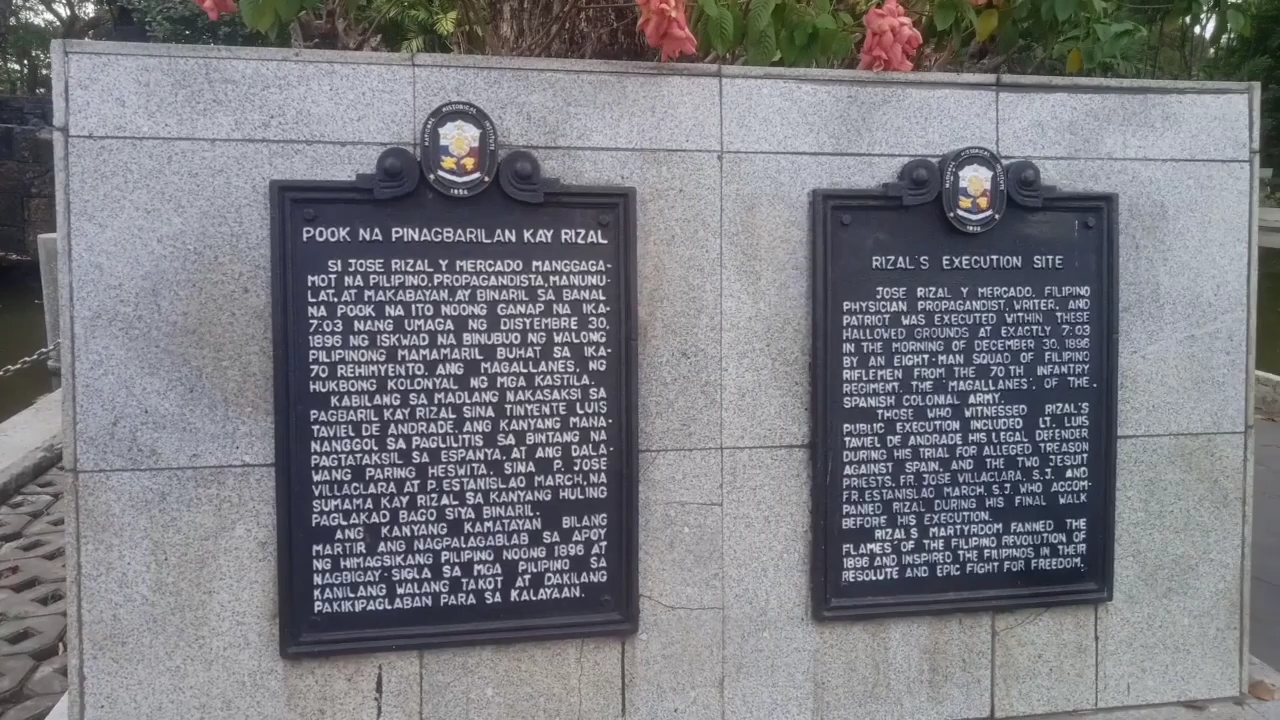 NATIONAL HISTORICAL INSTITUTE
POOK NA PINAGBARILAN KAY RIZAL
SI JOSE RIZAL Y MERCADO MANGGAGA-
MOT NA PILIPINO, PROPAGANDISTA, MANUNU-
LAT, AT MAKABAYAN, AY BINARIL SA BANAL
NA POOK NA ITO NOONG GANAP NA IKA-
7:03 NANG UMAGA NG DISYEMBRE 30,
1896 NG ISKWAD NA BINUBUO NG WALONG
PILIPINONG MAMAMARIL BUHAT SA IKA-
70 REHIMYENTO, ANG MAGALLANES, NG
HUKBONG KOLONYAL NG MGA KASTILA.
KABILANG SA MADLANG NAKASAKSI SA
PAGBARIL KAY RIZAL SINA TINYENTE LUIS
TAVIEL DE ANDRADE, ANG KANYANG MANA-
NANGGOL SA PAGLILITIS SA BINTANG NA
PAGTATAKSIL SA ESPANYA, AT ANG DALA-
WANG PARING HESWITA, SINA P. JOSE
VILLACLARA AT P. ESTANISLAO MARCH, NA
SUMAMA KAY RIZAL SA KANYANG HULING
PAGLAKAD BAGO SIYA BINARIL.
ANG KANYANG KAMATAYAN BILANG
MARTIR ANG NAGPALAGABLAB SA APOY
NG HIMAGSIKANG PILIPINO NOONG 1896 AT
NAGBIGAY-SIGLA SA MGA PILIPINO SA
KANILANG WALANG TAKOT AT DAKILANG
PAKIKIPAGLABAN PARA SA KALAYAAN.
NATIONAL HISTORICAL INSTITUTE
RIZAL'S EXECUTION SITE
JOSE RIZAL Y MERCADO, FILIPINO
PHYSICIAN PROPAGANDIST, WRITER, AND
PATRIOT WAS EXECUTED WITHIN THESE
HALLOWED GROUNDS AT EXACTLY 7:03
IN THE MORNING OF DECEMBER 30, 1896
BY AN EIGHT-MAN SQUAD OF FILIPINO
RIFLEMEN FROM THE 70TH INFANTRY
REGIMENT, THE "MAGALLANES", OF THE
SPANISH COLONIAL ARMY.
THOSE WHO WITNESSED RIZAL'S
PUBLIC EXECUTION INCLUDED LT. LUIS
TAVIEL DE ANDRADE HIS LEGAL DEFENDER
DURING HIS TRIAL FOR ALLEGED TREASON
AGAINST SPAIN, AND THE TWO JESUIT
PRIESTS, FR. JOSE VILLACLARA, S.J. AND
FR. ESTANISLAO MARCH, S.J. WHO ACCOM-
PANIED RIZAL DURING HIS FINAL WALK
BEFORE HIS EXECUTION.
RIZAL'S MARTYRDOM FANNED THE
FLAMES OF THE FILIPINO REVOLUTION OF
1896 AND INSPIRED THE FILIPINOS IN THEIR
RESOLUTE AND EPIC FIGHT FOR FREEDOM.